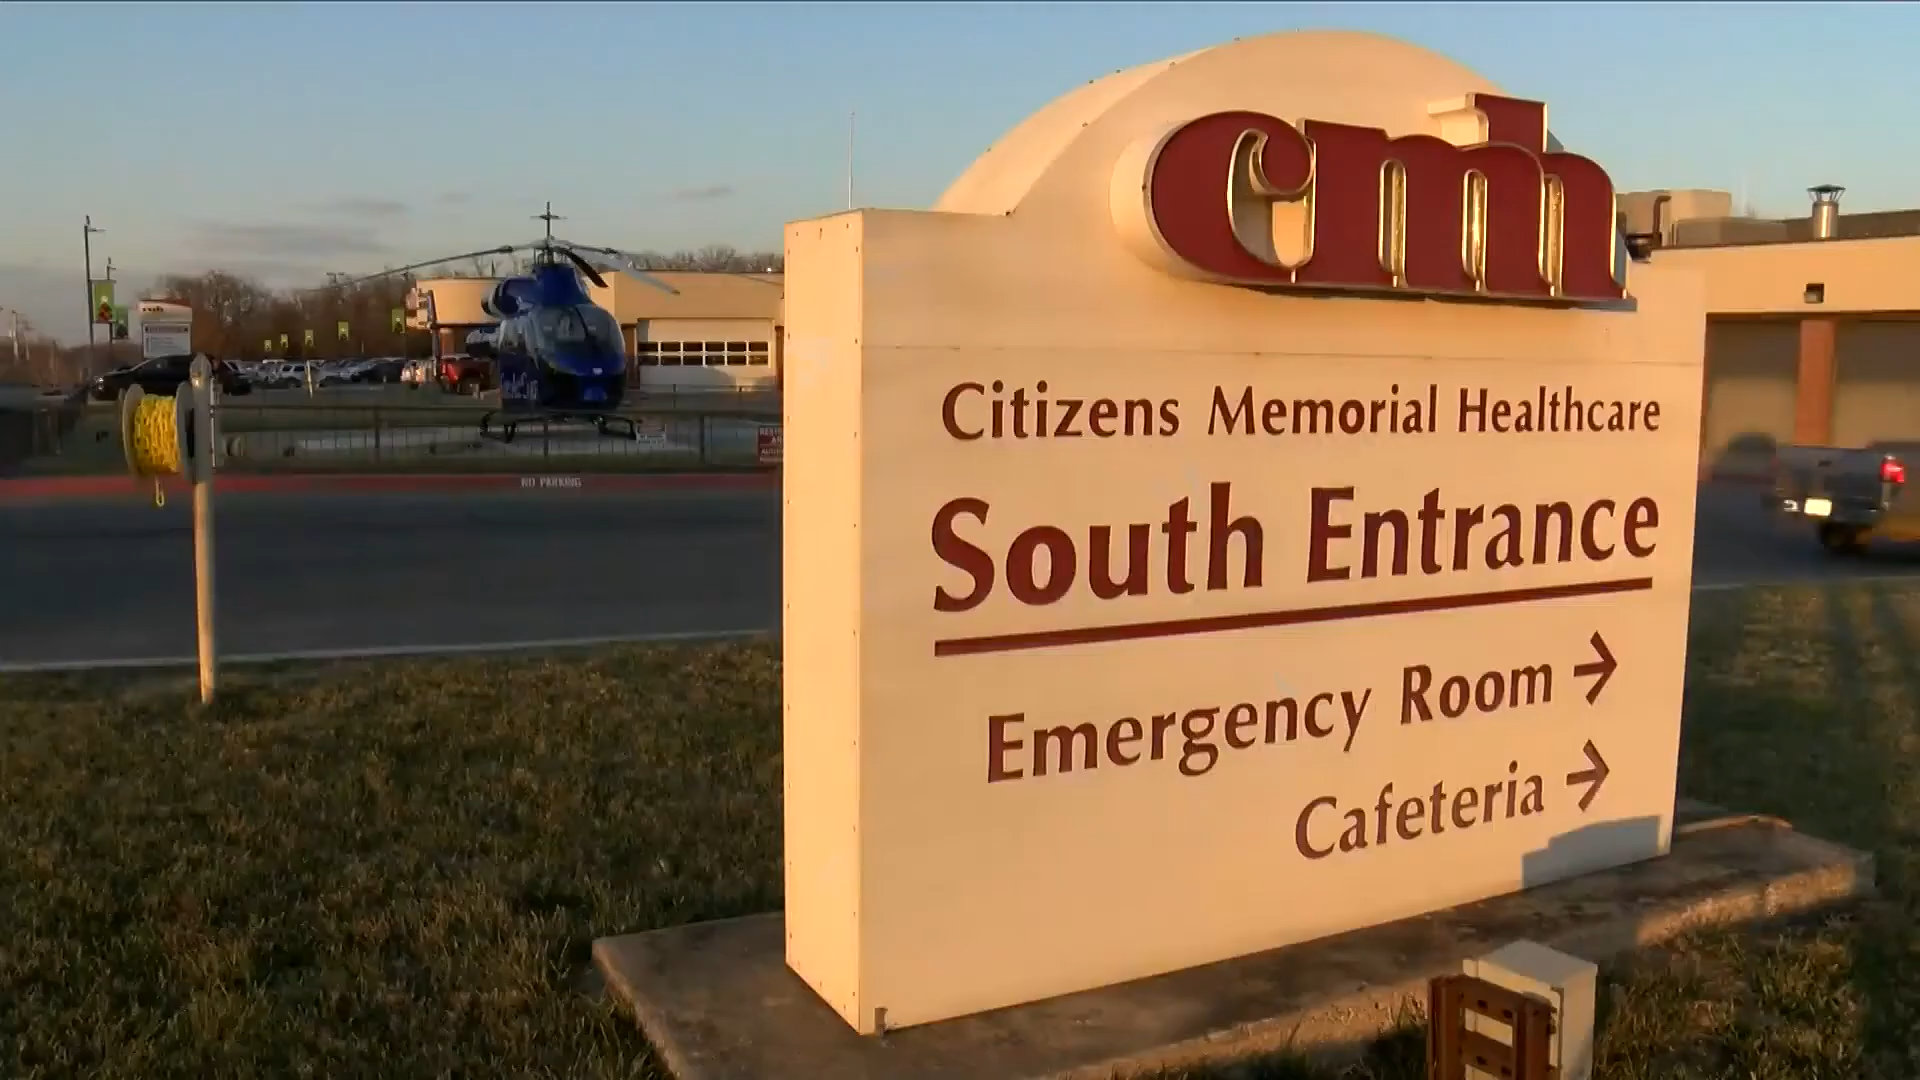 cmh
Citizens Memorial Healthcare
South Entrance
Emergency Room →
Cafeteria →
NO PARKING